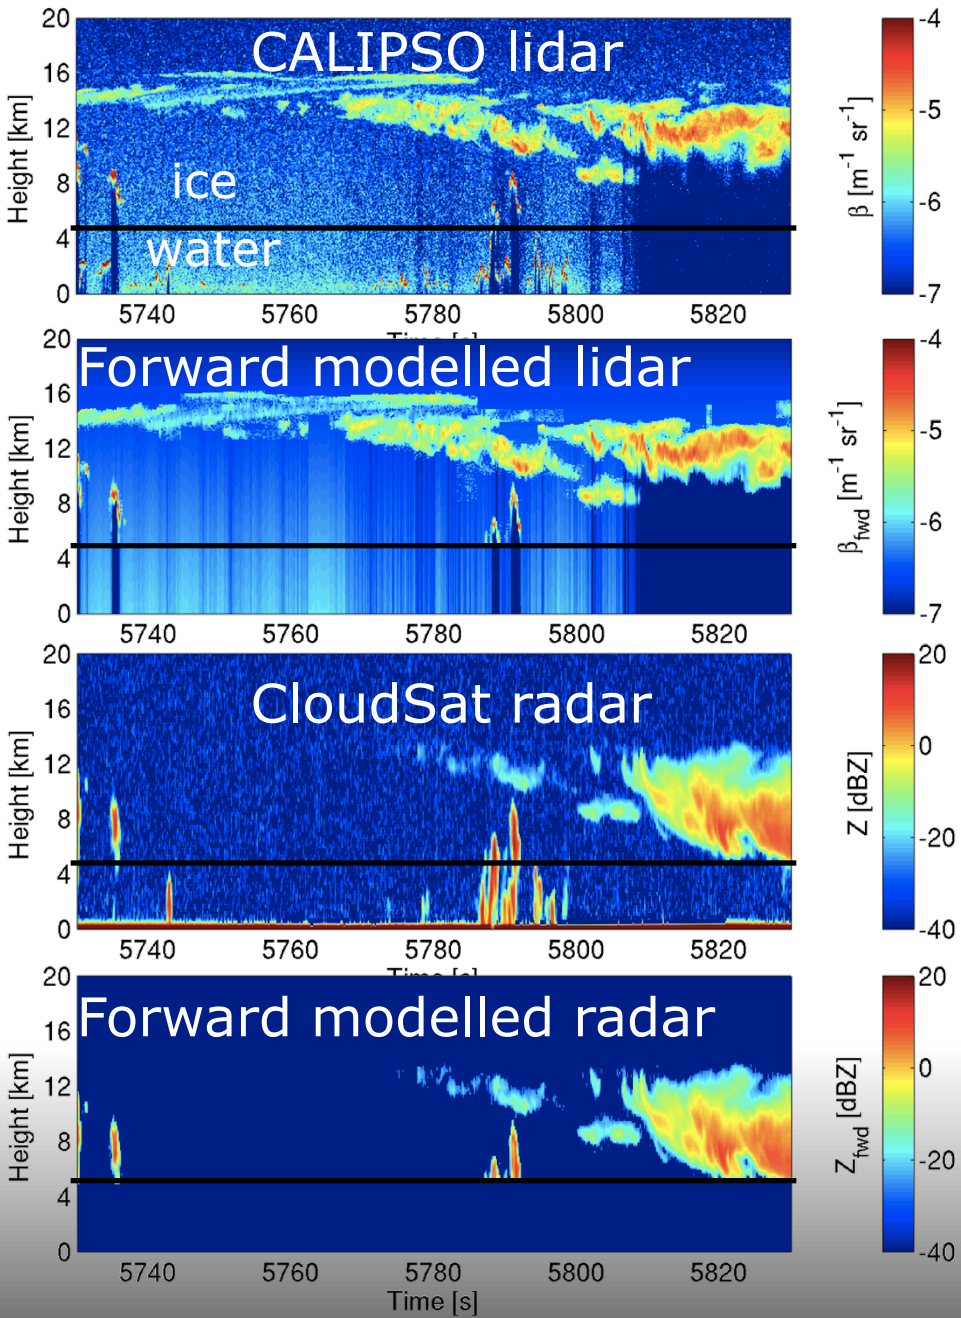 CALIPSO lidar
ice
water
20
16
12
8
4
0
Height [km]
5740 5760 5780 5800 5820
Time [s]
-4
-5
-6
-7
β [m⁻¹ sr⁻¹]
Forward modelled lidar
20
16
12
8
4
0
Height [km]
5740 5760 5780 5800 5820
-4
-5
-6
-7
β_fwd [m⁻¹ sr⁻¹]
CloudSat radar
20
16
12
8
4
0
Height [km]
5740 5760 5780 5800 5820
Time [s]
20
0
-20
-40
Z [dBZ]
Forward modelled radar
20
16
12
8
4
0
Height [km]
5740 5760 5780 5800 5820
Time [s]
20
0
-20
-40
Z_fwd [dBZ]